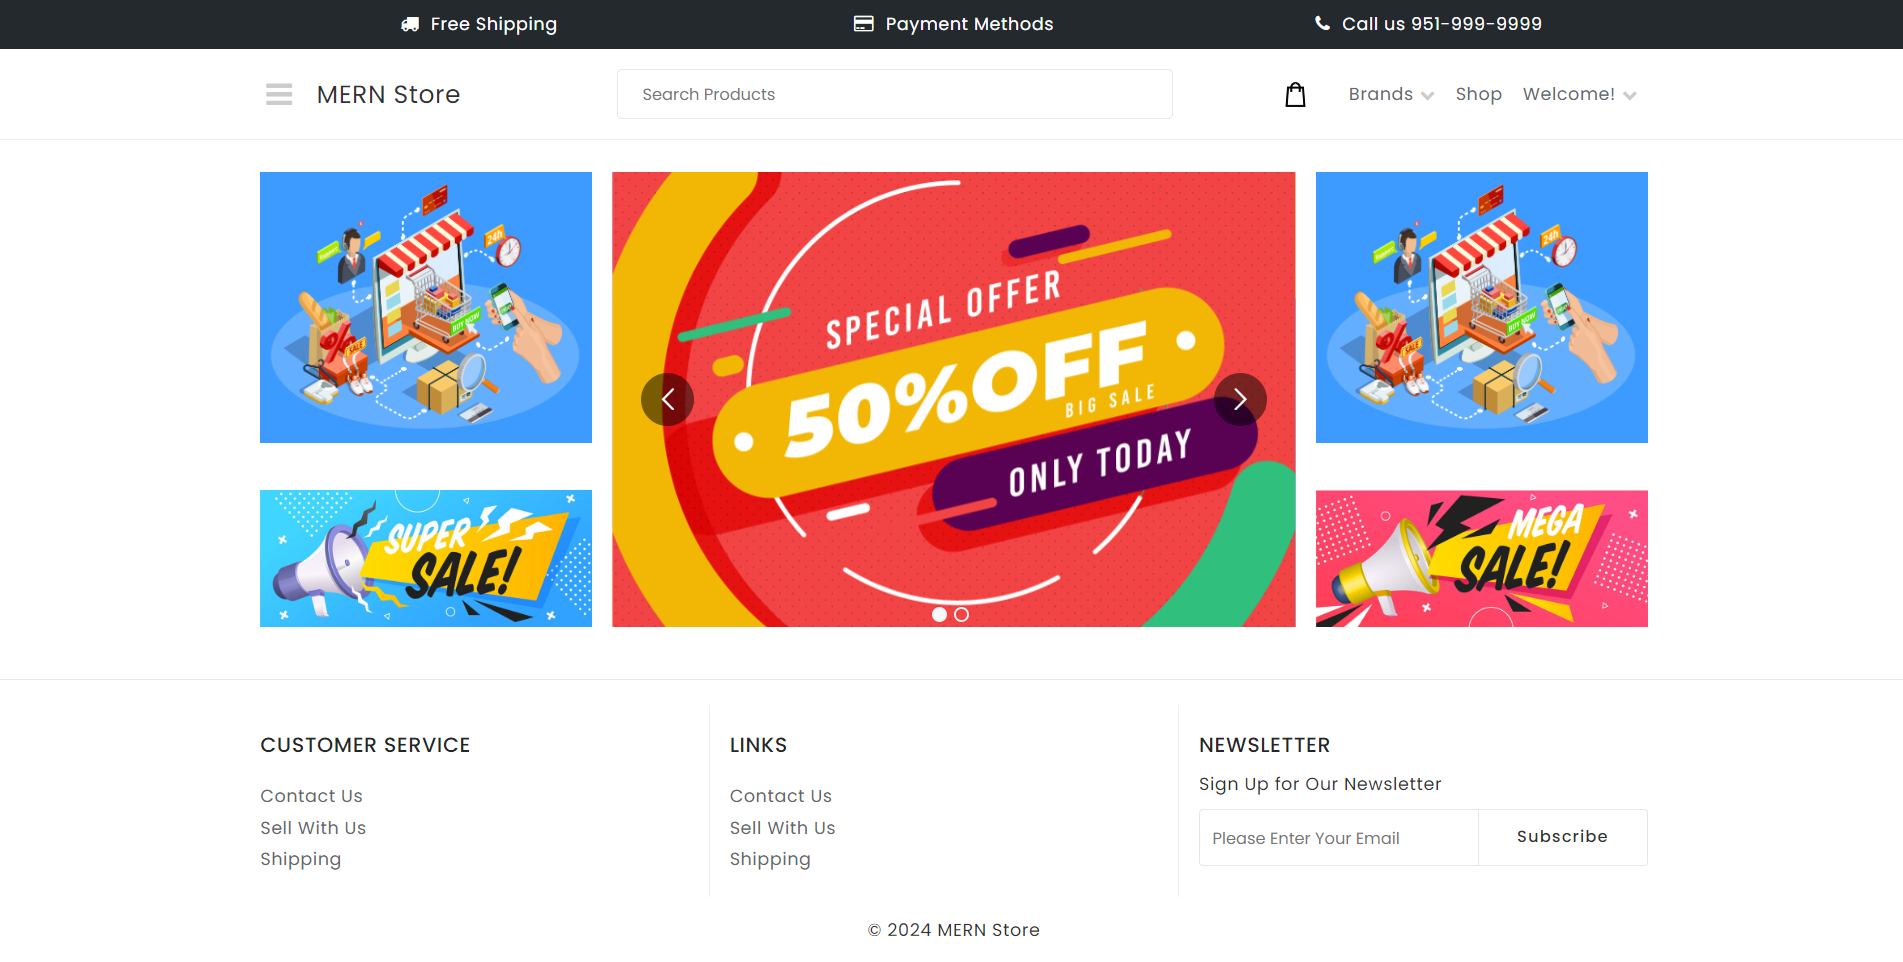 Free Shipping
Payment Methods
Call us 951-999-9999
MERN Store
Search Products
Brands
Shop
Welcome!
24h
BUY NOW
SALE
SPECIAL OFFER
50%OFF
BIG SALE
ONLY TODAY
24h
BUY NOW
SALE
SUPER
SALE!
MEGA
SALE!
CUSTOMER SERVICE
Contact Us
Sell With Us
Shipping
LINKS
Contact Us
Sell With Us
Shipping
NEWSLETTER
Sign Up for Our Newsletter
Please Enter Your Email
Subscribe
© 2024 MERN Store